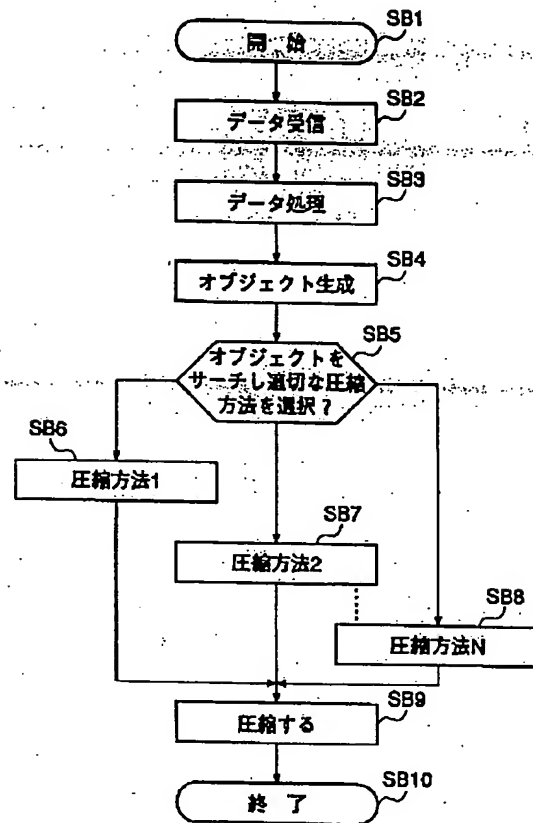 SB1
開 始
SB2
データ受信
SB3
データ処理
SB4
オブジェクト生成
SB5
オブジェクトを
サーチし適切な圧縮
方法を選択？
SB6
圧縮方法1
SB7
圧縮方法2
SB8
圧縮方法N
SB9
圧縮する
SB10
終 了